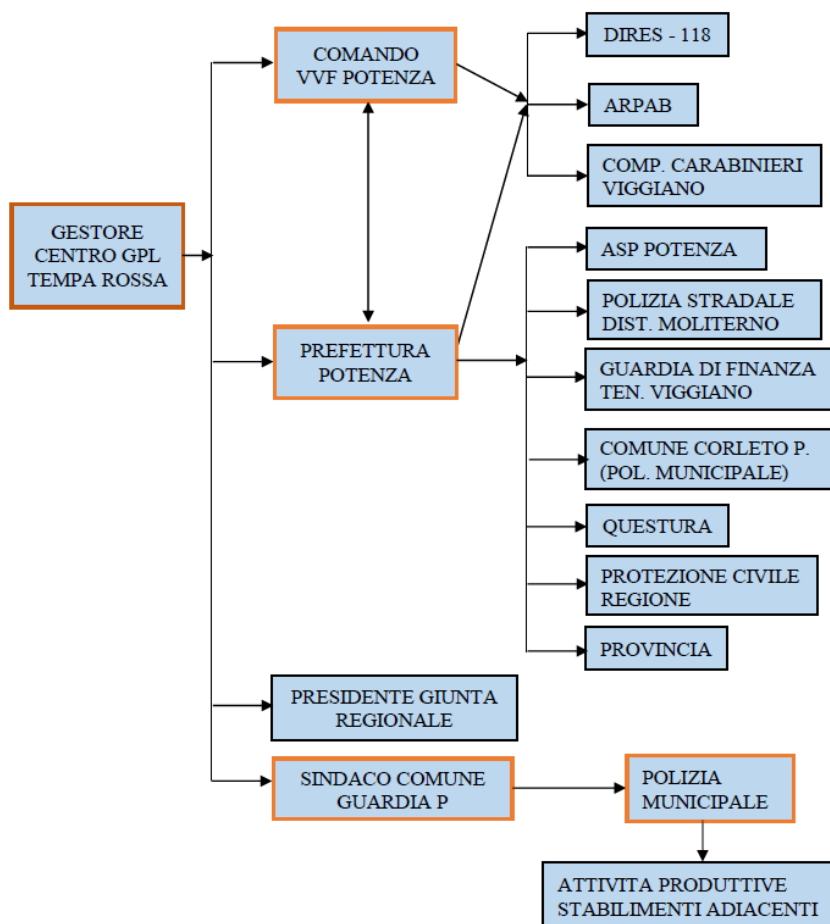 COMANDO
VVF POTENZA
DIRES - 118
ARPAB
COMP. CARABINIERI
VIGGIANO
GESTORE
CENTRO GPL
TEMPA ROSSA
ASP POTENZA
POLIZIA STRADALE
DIST. MOLITERNO
PREFETTURA
POTENZA
GUARDIA DI FINANZA
TEN. VIGGIANO
COMUNE CORLETO P.
(POL. MUNICIPALE)
QUESTURA
PROTEZIONE CIVILE
REGIONE
PROVINCIA
PRESIDENTE GIUNTA
REGIONALE
SINDACO COMUNE
GUARDIA P
POLIZIA
MUNICIPALE
ATTIVITA PRODUTTIVE
STABILIMENTI ADIACENTI